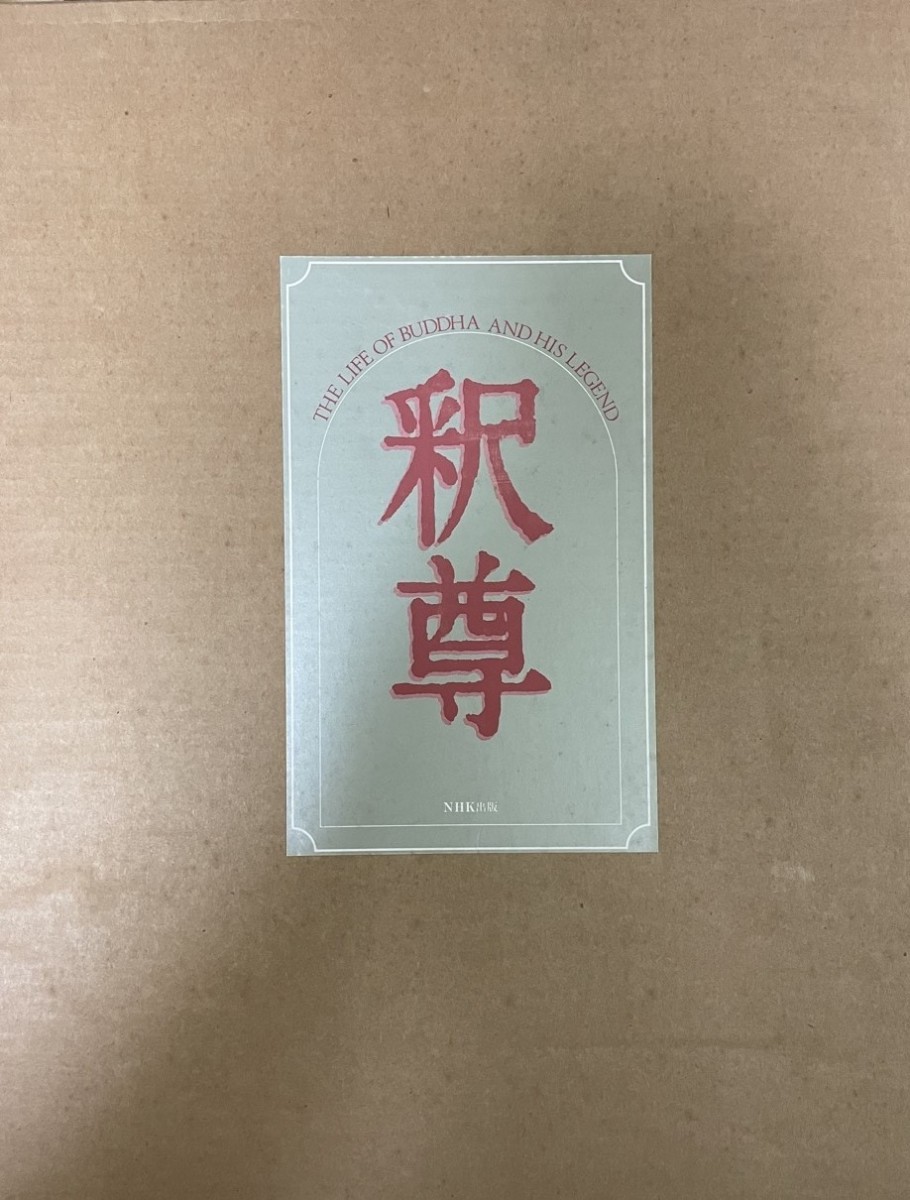 THE LIFE OF BUDDHA AND HIS LEGEND
釈尊
NHK出版